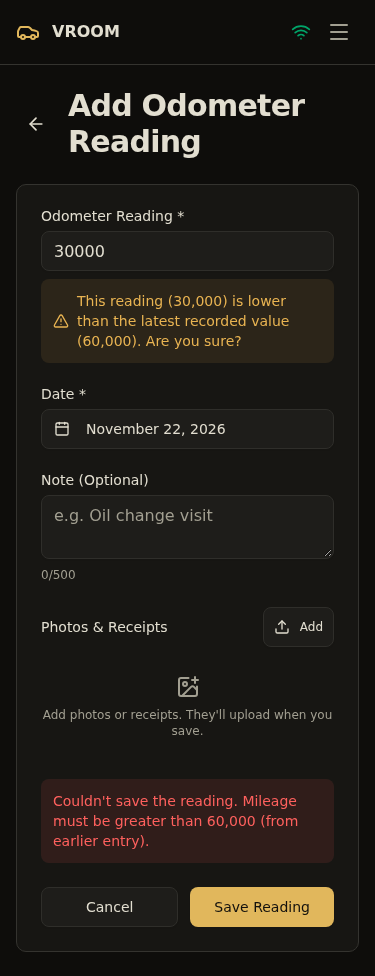 VROOM
Add Odometer
Reading
Odometer Reading *
30000
This reading (30,000) is lower
than the latest recorded value
(60,000). Are you sure?
Date *
November 22, 2026
Note (Optional)
e.g. Oil change visit
0/500
Photos & Receipts
Add
Add photos or receipts. They'll upload when you
save.
Couldn't save the reading. Mileage
must be greater than 60,000 (from
earlier entry).
Cancel
Save Reading